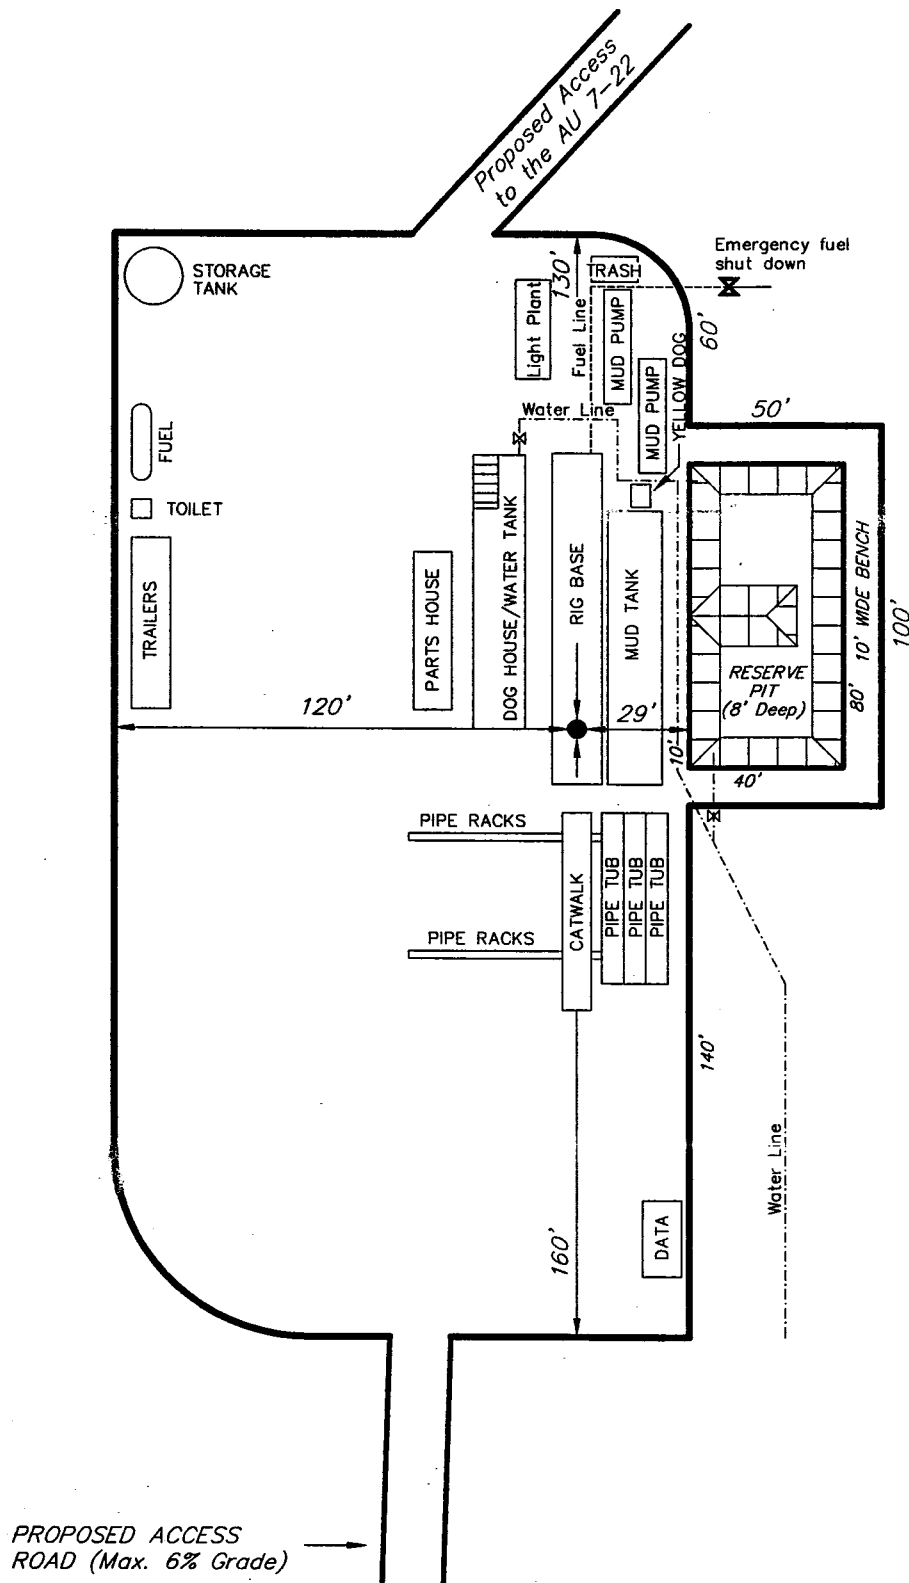 Proposed Access
to the AU 7-22
STORAGE
TANK
Light Plant
130'
TRASH
Emergency fuel
shut down
Fuel Line
MUD PUMP
60'
MUD PUMP
YELLOW DOG
50'
Water Line
FUEL
TOILET
TRAILERS
PARTS HOUSE
DOG HOUSE/WATER TANK
RIG BASE
MUD TANK
RESERVE
PIT
(8' Deep)
10' WIDE BENCH
80'
100'
120'
29'
10'
40'
PIPE RACKS
PIPE RACKS
CATWALK
PIPE TUB
PIPE TUB
PIPE TUB
140'
Water Line
160'
DATA
PROPOSED ACCESS
ROAD (Max. 6% Grade)